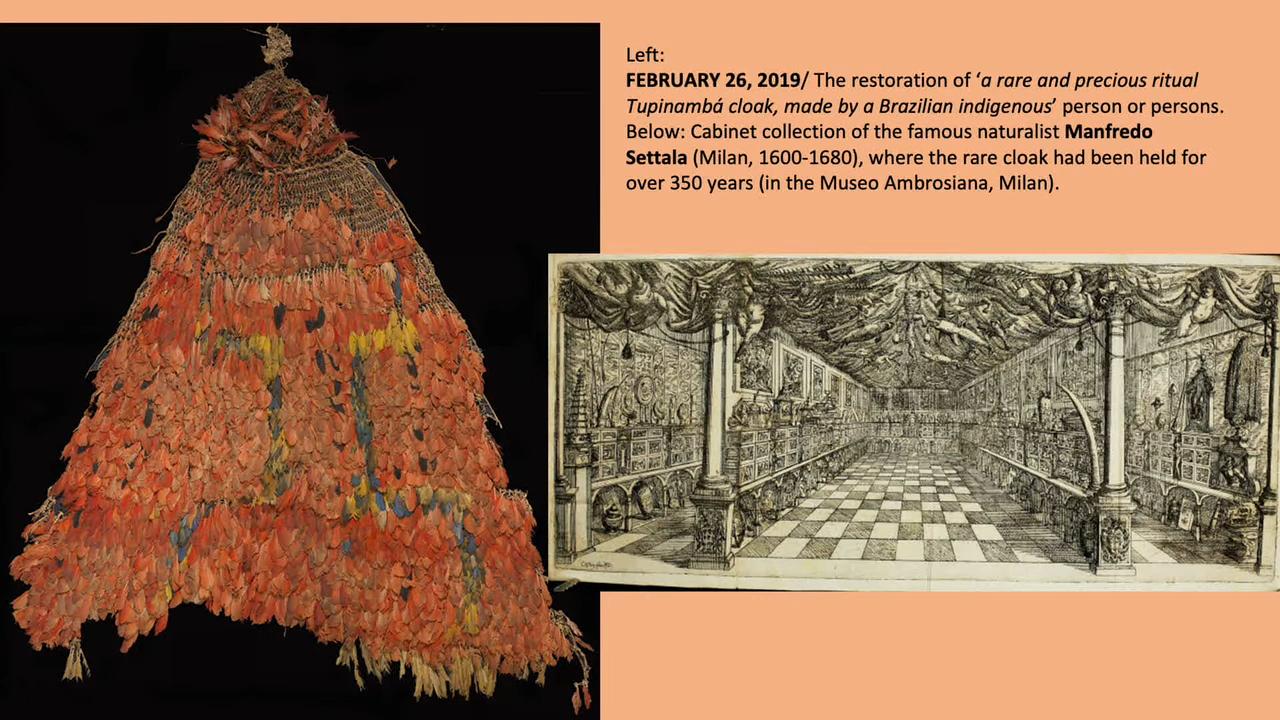 Left:
FEBRUARY 26, 2019/ The restoration of ‘a rare and precious ritual
Tupinambá cloak, made by a Brazilian indigenous’ person or persons.
Below: Cabinet collection of the famous naturalist Manfredo
Settala (Milan, 1600-1680), where the rare cloak had been held for
over 350 years (in the Museo Ambrosiana, Milan).